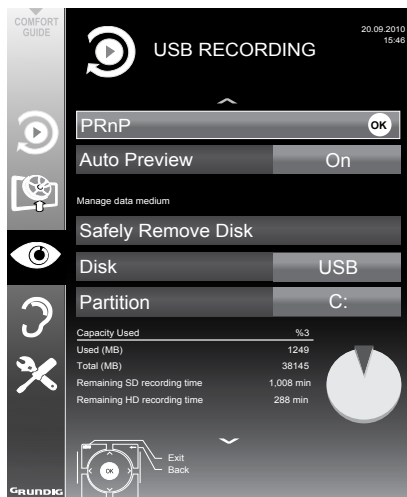 COMFORT
GUIDE
USB RECORDING
20.09.2010
15:46
PRnP
OK
Auto Preview
On
Manage data medium
Safely Remove Disk
Disk
USB
Partition
C:
Capacity Used
%3
Used (MB)
1249
Total (MB)
38145
Remaining SD recording time
1,008 min
Remaining HD recording time
288 min
OK
Exit
Back
GRUNDIG